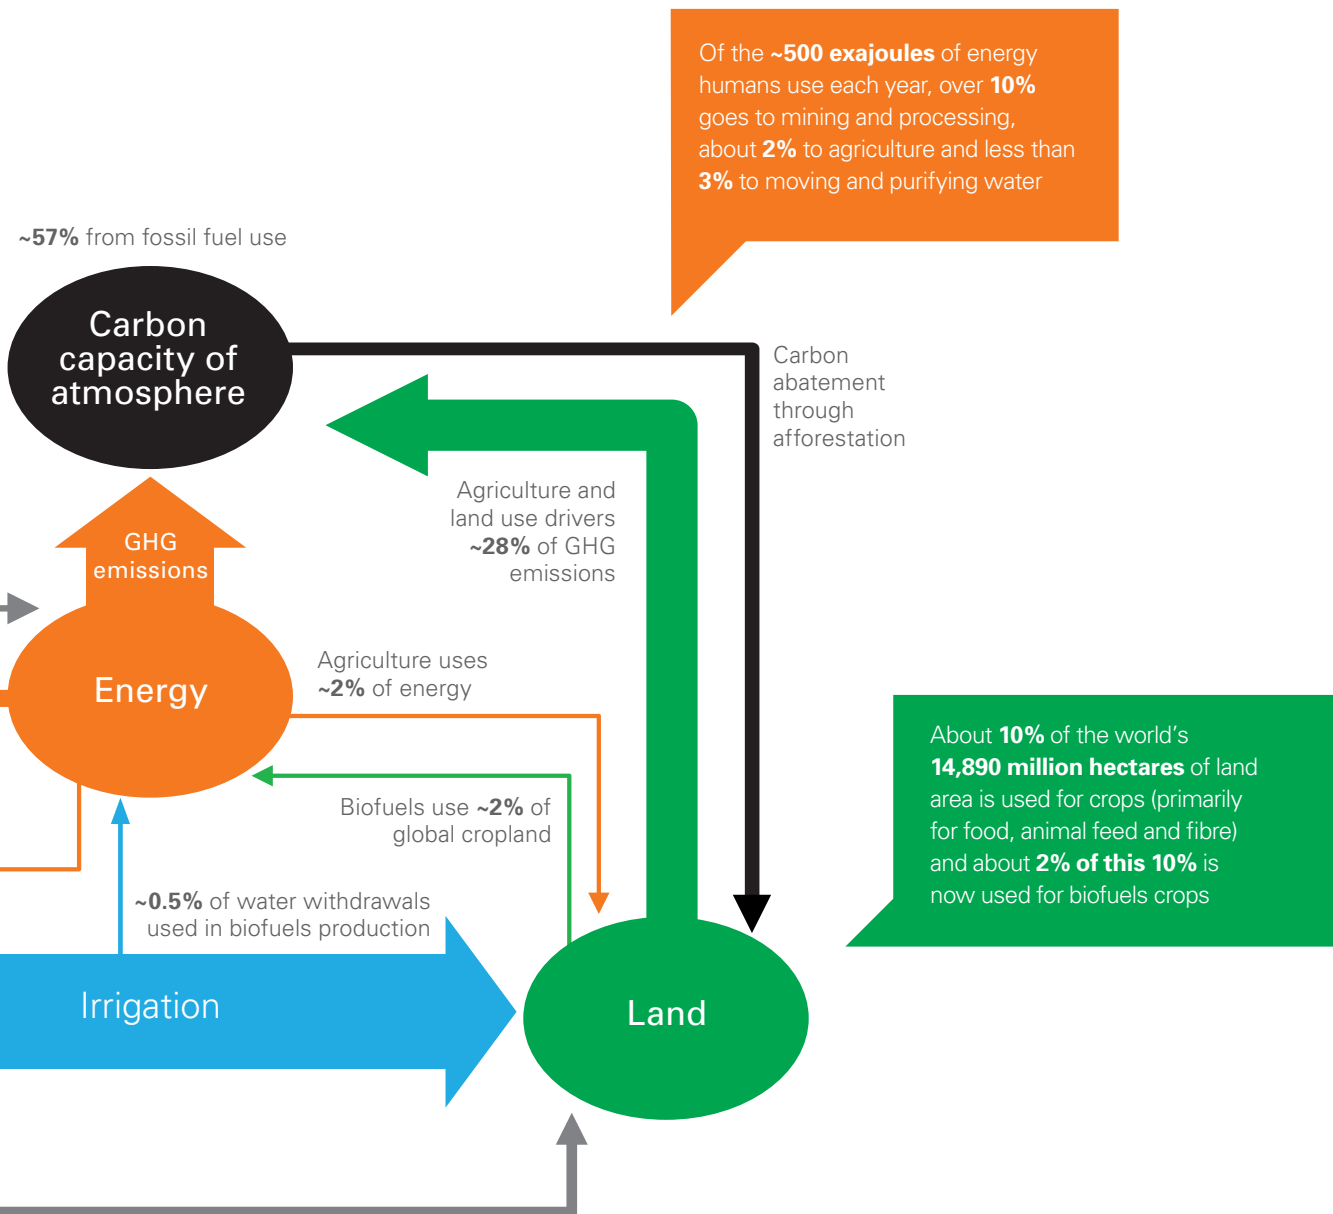 Of the ~500 exajoules of energy
humans use each year, over 10%
goes to mining and processing,
about 2% to agriculture and less than
3% to moving and purifying water
~57% from fossil fuel use
Carbon
capacity of
atmosphere
Carbon
abatement
through
afforestation
Agriculture and
land use drivers
~28% of GHG
emissions
GHG
emissions
Agriculture uses
~2% of energy
Energy
About 10% of the world's
14,890 million hectares of land
area is used for crops (primarily
for food, animal feed and fibre)
and about 2% of this 10% is
now used for biofuels crops
Biofuels use ~2% of
global cropland
~0.5% of water withdrawals
used in biofuels production
Irrigation
Land